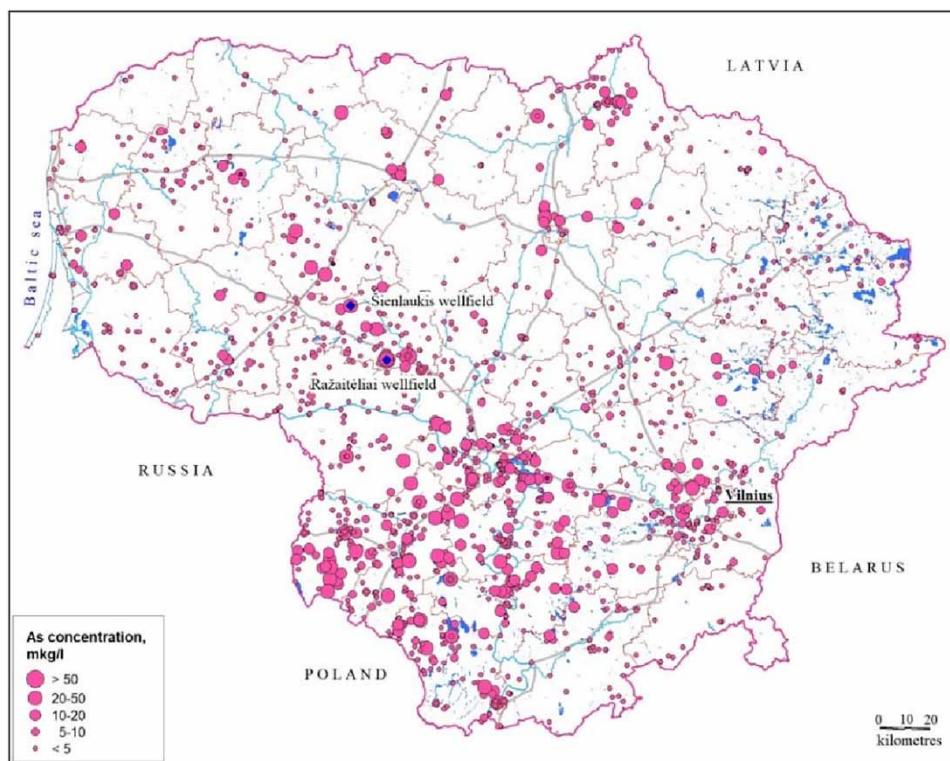 LATVIA
Baltic sea
Šienlaukis wellfield
Ražaitėliai wellfield
RUSSIA
Vilnius
BELARUS
As concentration,
mkg/l
> 50
20-50
10-20
5-10
< 5
POLAND
0 10 20
kilometres